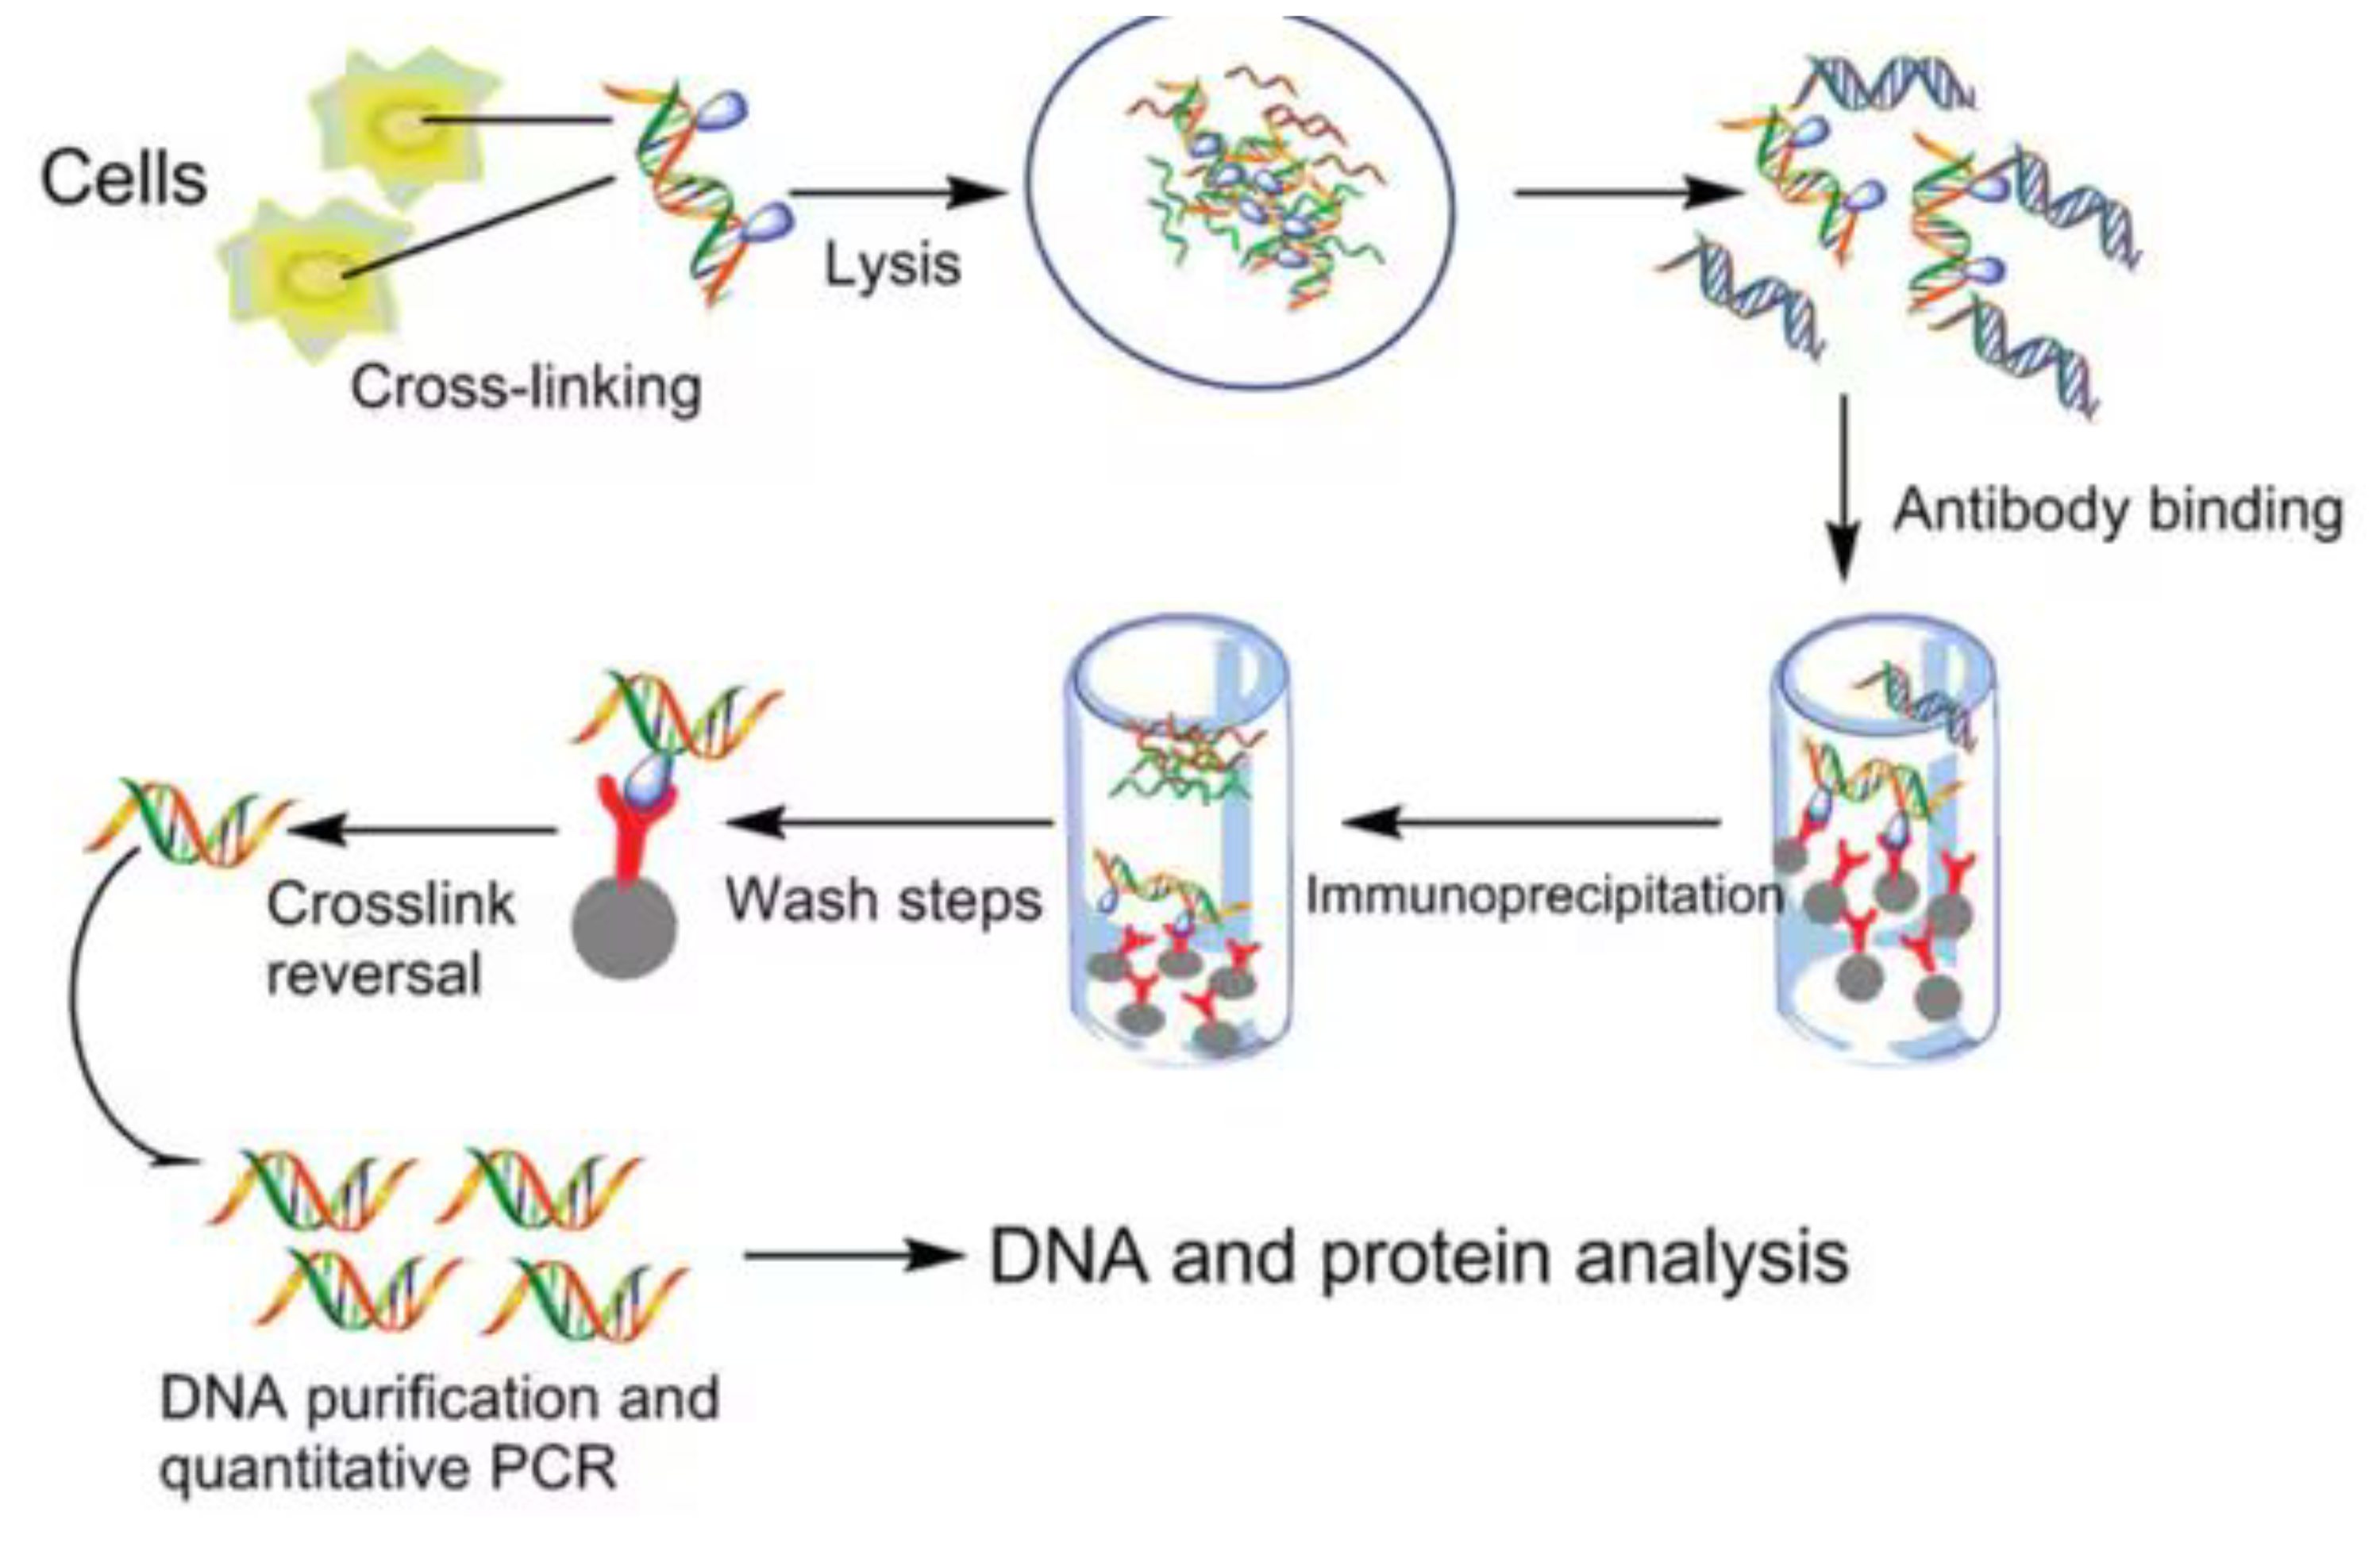 Cells
Cross-linking
Lysis
Antibody binding
Immunoprecipitation
Wash steps
Crosslink
reversal
DNA purification and
quantitative PCR
DNA and protein analysis